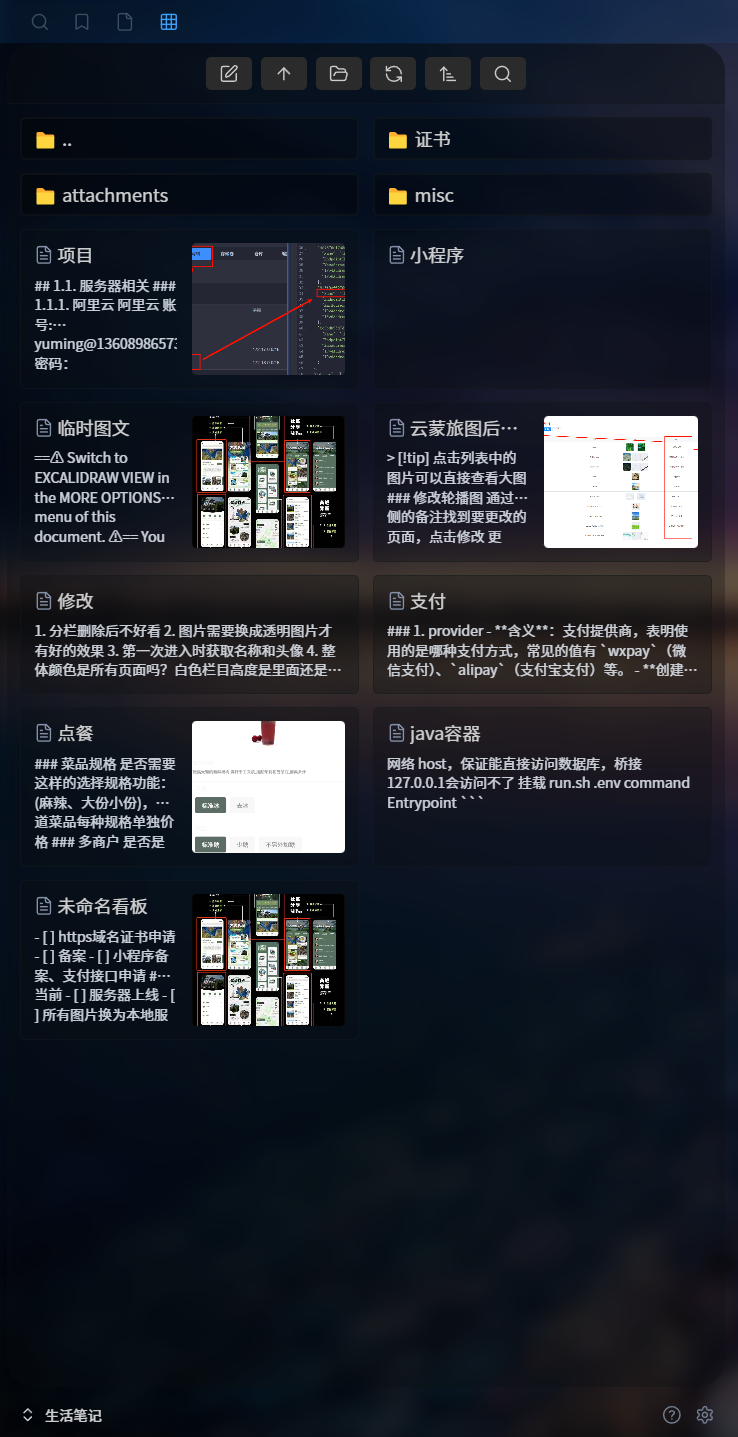 ..
证书
attachments
misc
项目
## 1.1. 服务器相关 ###
1.1.1. 阿里云 阿里云 账
号:…
yuming@1360898657:
密码：
小程序
临时图文
==⚠ Switch to
EXCALIDRAW VIEW in
the MORE OPTIONS…
menu of this
document. ⚠== You
云蒙旅图后…
> [!tip] 点击列表中的
图片可以直接查看大图
### 修改轮播图 通过…
侧的备注找到要更改的
页面，点击修改 更
修改
1. 分栏删除后不好看 2. 图片需要换成透明图片才
有好的效果 3. 第一次进入时获取名称和头像 4. 整
体颜色是所有页面吗？白色栏目高度是里面还是…
支付
### 1. provider - **含义**：支付提供商，表明使
用的是哪种支付方式，常见的值有 `wxpay`（微
信支付）、`alipay`（支付宝支付）等。 - **创建…
点餐
### 菜品规格 是否需要
这样的选择规格功能：
(麻辣、大份小份)，…
道菜品每种规格单独价
格 ### 多商户 是否是
标准冰
去冰
标准糖
少糖
不另外加糖
java容器
网络 host，保证能直接访问数据库，桥接
127.0.0.1会访问不了 挂载 run.sh .env command
Entrypoint ```
未命名看板
- [ ] https域名证书申请
- [ ] 备案 - [ ] 小程序备
案、支付接口申请 #…
当前 - [ ] 服务器上线 - [
] 所有图片换为本地服
生活笔记